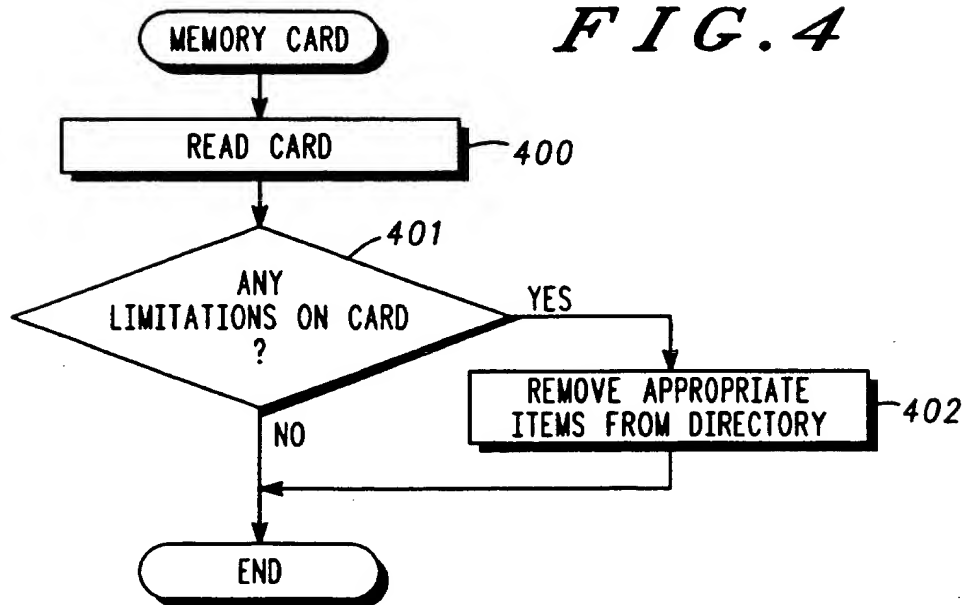 FIG.4
MEMORY CARD
READ CARD
400
401
ANY
LIMITATIONS ON CARD
?
YES
REMOVE APPROPRIATE
ITEMS FROM DIRECTORY
402
NO
END